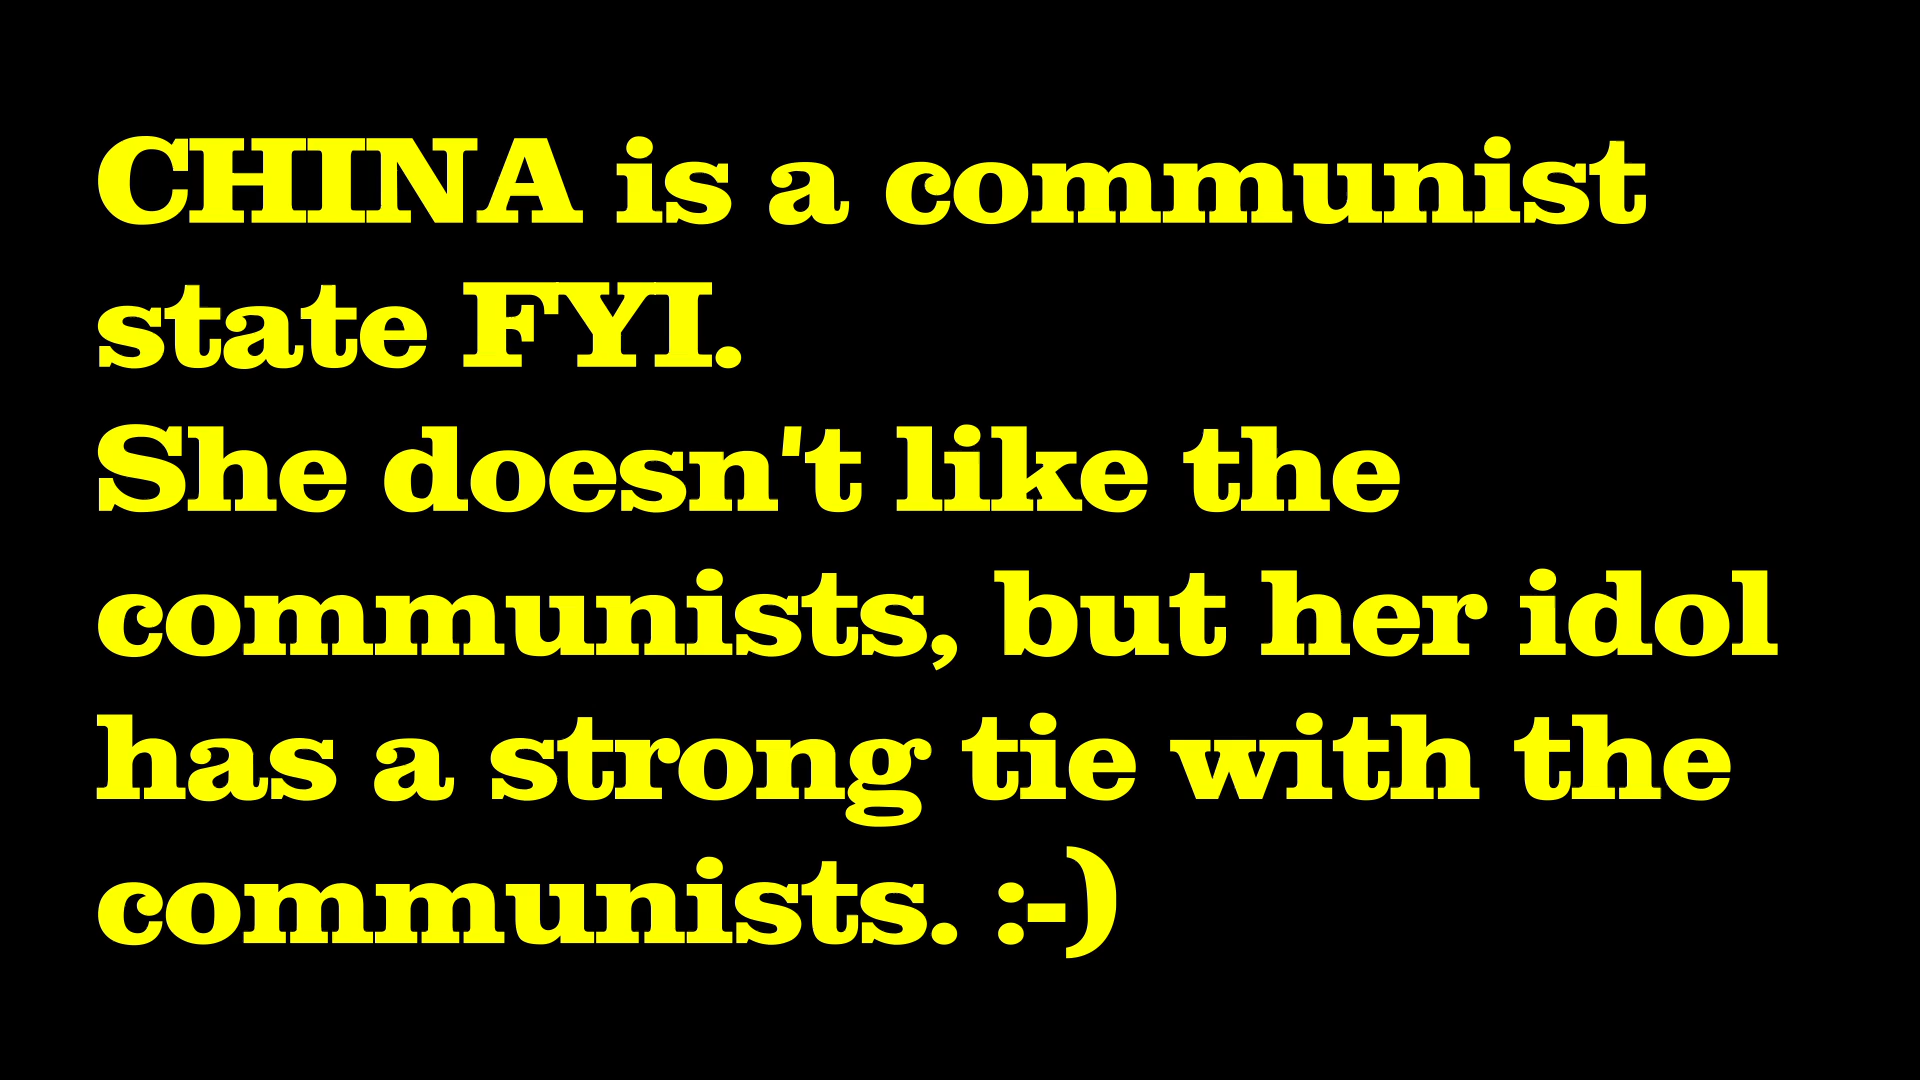 CHINA is a communist
state FYI.
She doesn't like the
communists, but her idol
has a strong tie with the
communists. :-)